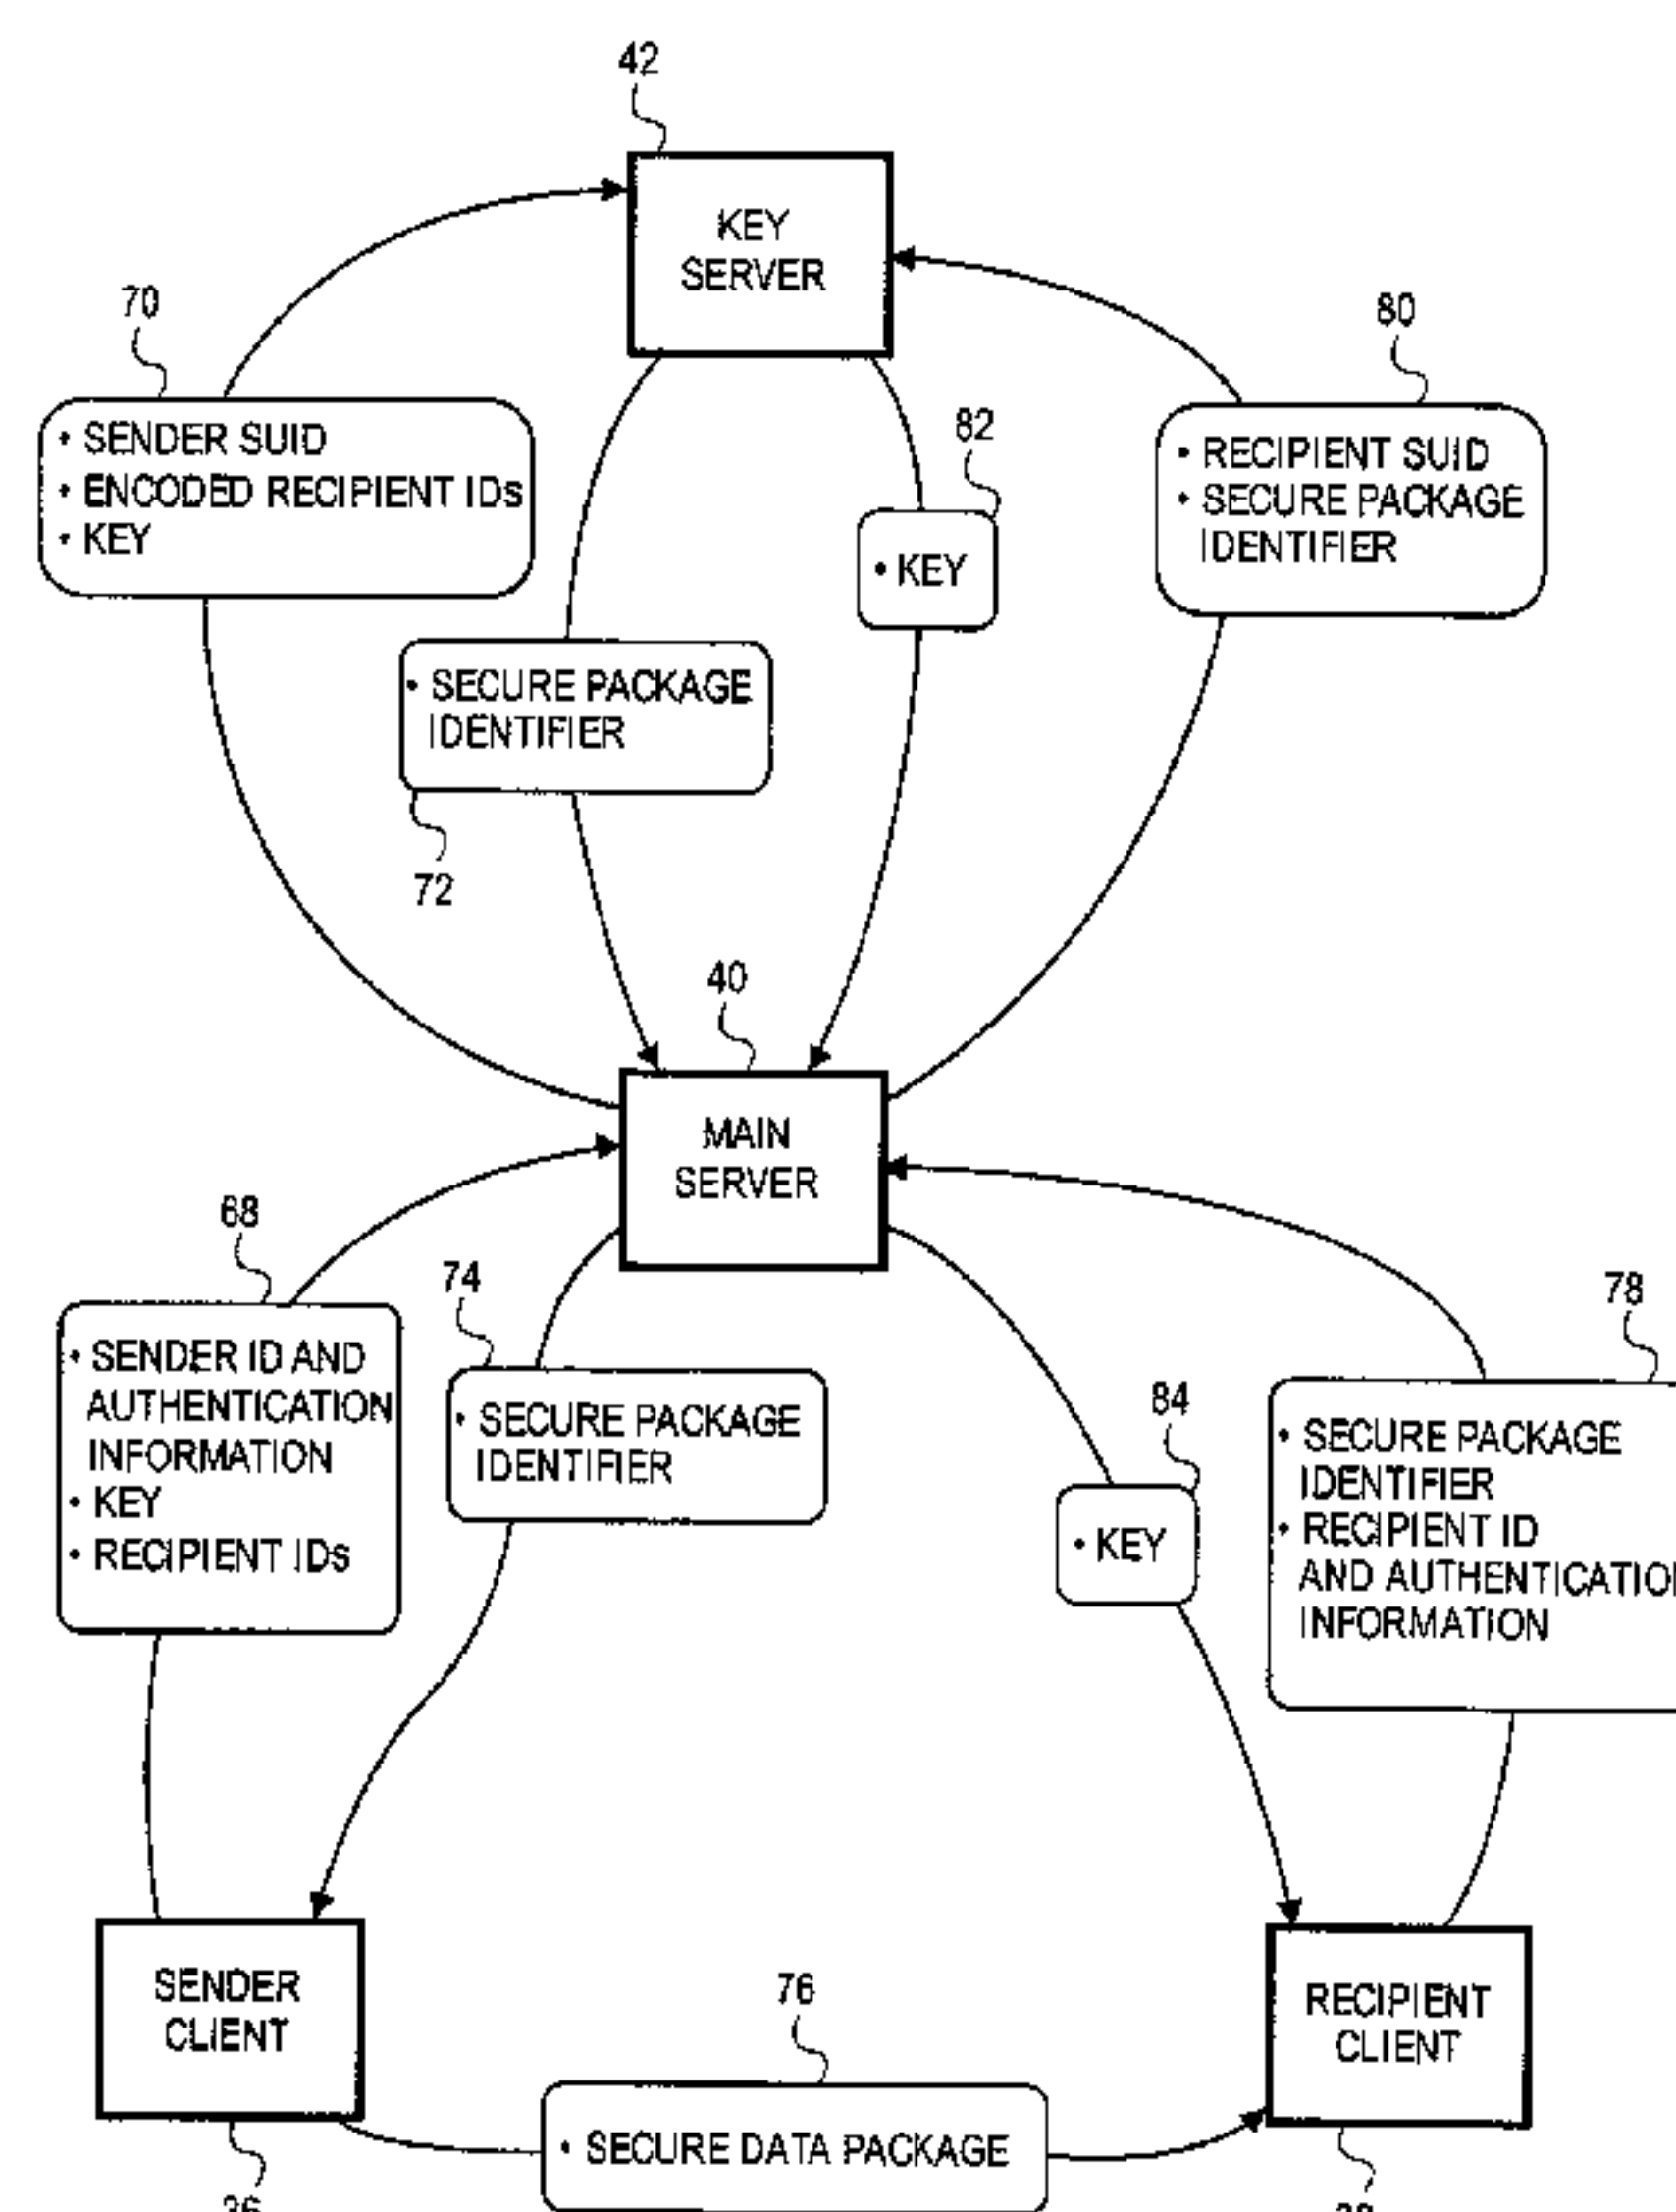 42
KEY
SERVER
70
• SENDER SUID
• ENCODED RECIPIENT IDs
• KEY
80
• RECIPIENT SUID
• SECURE PACKAGE
IDENTIFIER
82
• KEY
• SECURE PACKAGE
IDENTIFIER
72
40
MAIN
SERVER
68
• SENDER ID AND
AUTHENTICATION
INFORMATION
• KEY
• RECIPIENT IDs
74
• SECURE PACKAGE
IDENTIFIER
84
• KEY
78
• SECURE PACKAGE
IDENTIFIER
• RECIPIENT ID
AND
INFORMATION
SENDER
CLIENT
76
• SECURE DATA PACKAGE
RECIPIENT
CLIENT